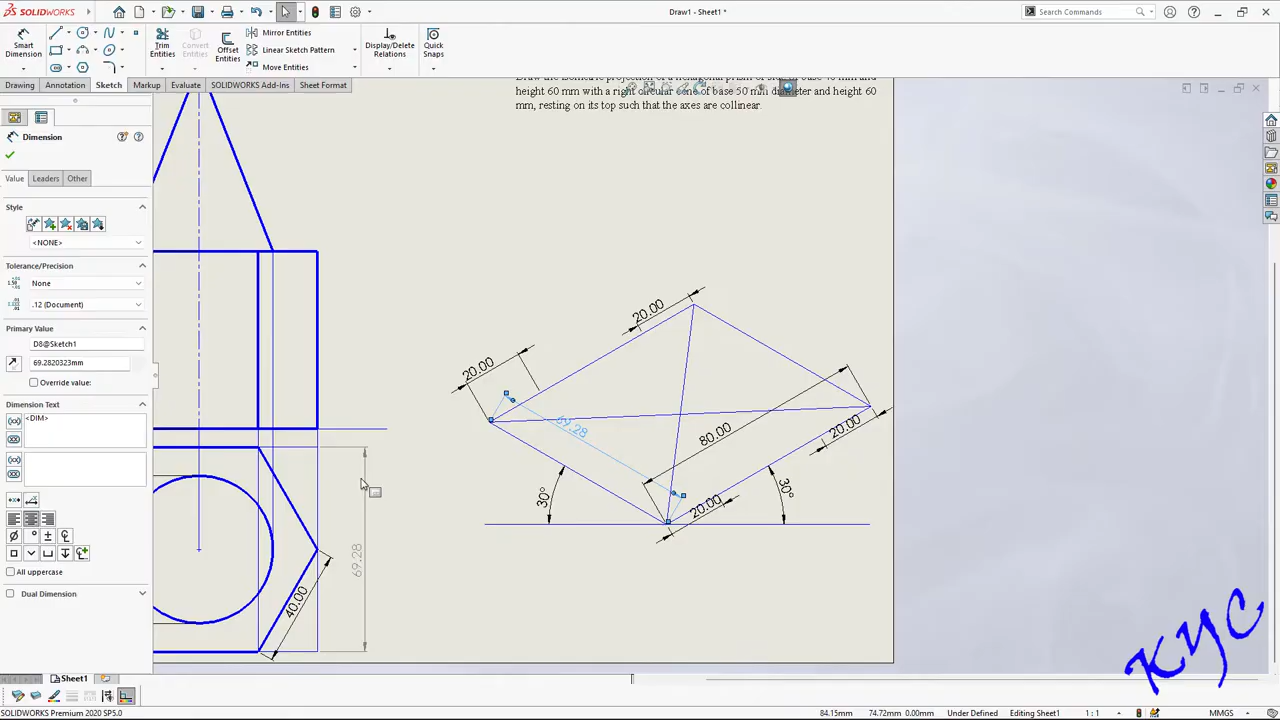 SOLIDWORKS
Draw1 - Sheet1 *
Search Commands
Smart Dimension
Trim Entities
Convert Entities
Offset Entities
Mirror Entities
Linear Sketch Pattern
Move Entities
Display/Delete Relations
Quick Snaps
Drawing
Annotation
Sketch
Markup
Evaluate
SOLIDWORKS Add-Ins
Sheet Format
height 60 mm with a right circular cone of base 50 mm diameter and height 60
mm, resting on its top such that the axes are collinear.
Dimension
Value
Leaders
Other
Style
<NONE>
Tolerance/Precision
None
.12 (Document)
Primary Value
D8@Sketch1
69.2820323mm
Override value:
Dimension Text
<DIM>
All uppercase
Dual Dimension
20.00
20.00
69.28
80.00
20.00
20.00
30°
30°
69.28
40.00
KYC
Sheet1
SOLIDWORKS Premium 2020 SP5.0
84.15mm
74.72mm
0.00mm
Under Defined
Editing Sheet1
1 : 1
MMGS